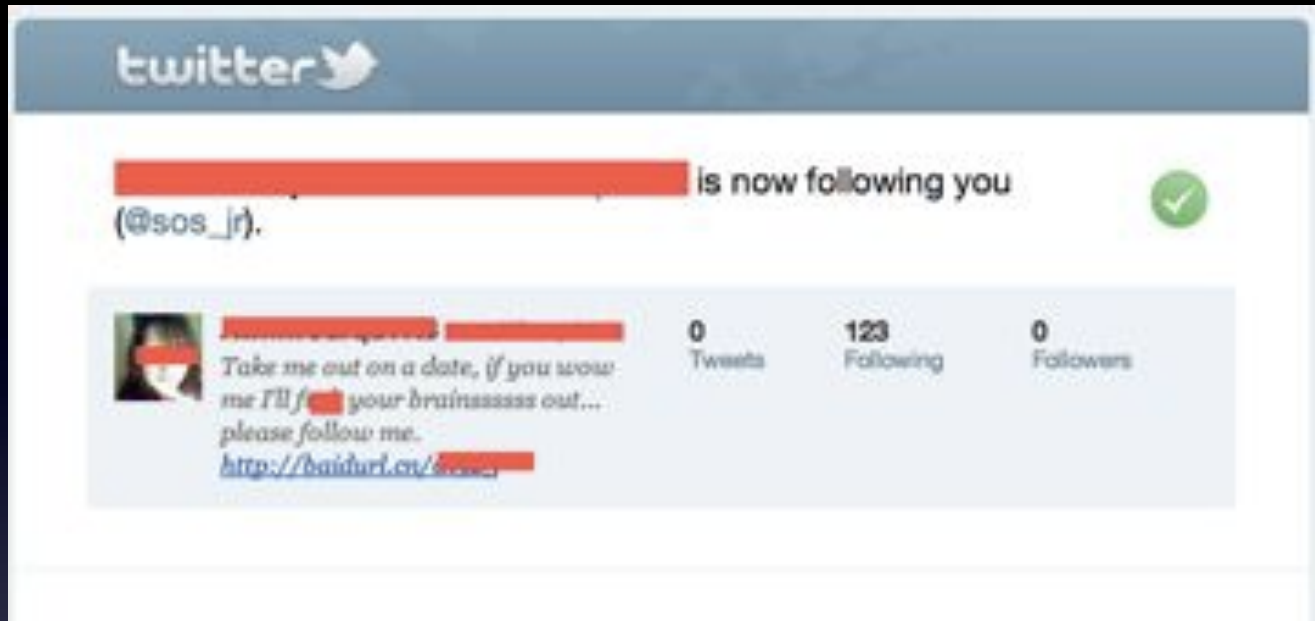 twitter
is now following you
(@sos_jr).
0
Tweets
123
Following
0
Followers
Take me out on a date, if you wow
me I'll your brainssssss out...
please follow me.
http://baidurl.cn/